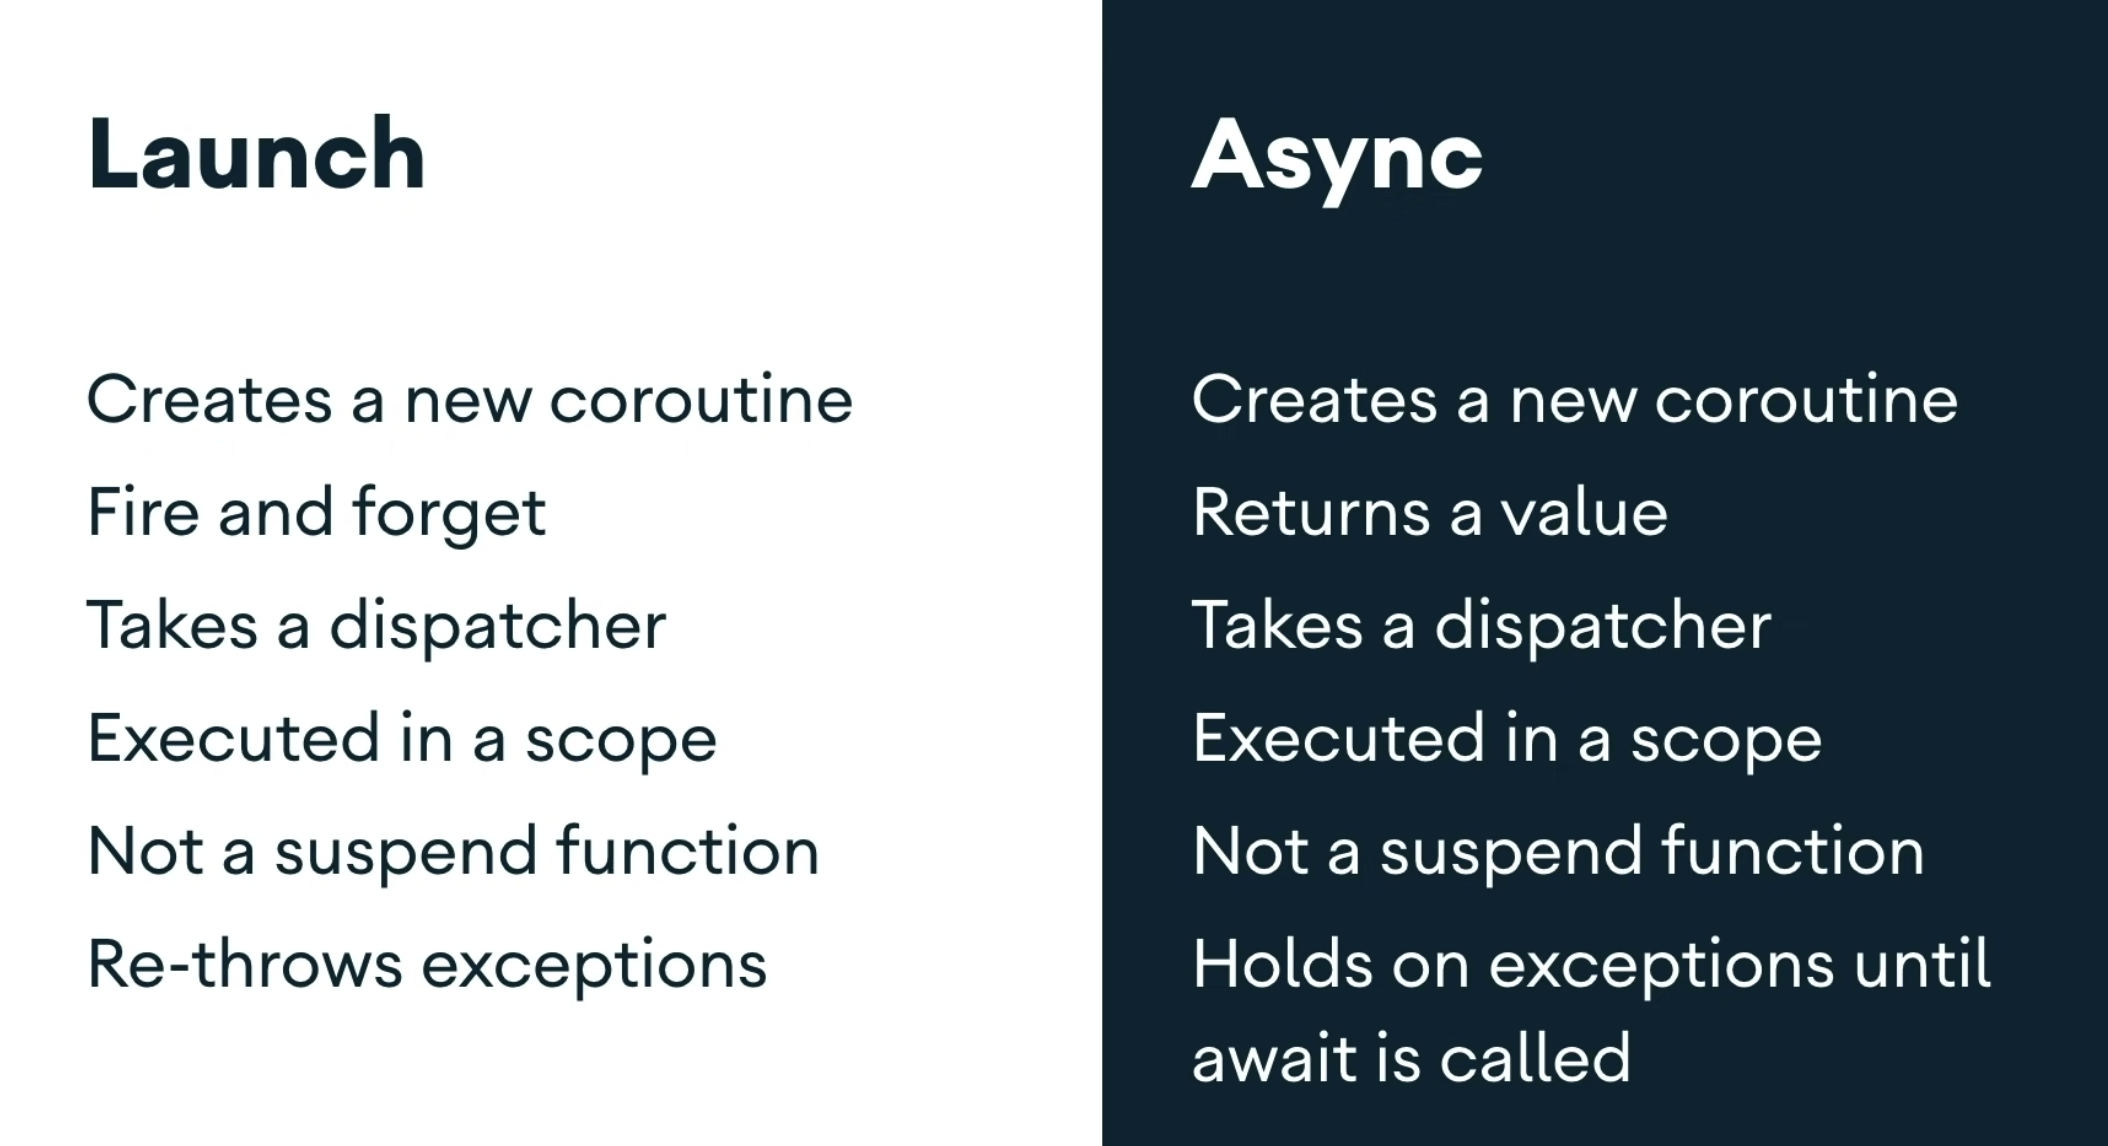 Launch
Creates a new coroutine
Fire and forget
Takes a dispatcher
Executed in a scope
Not a suspend function
Re-throws exceptions
Async
Creates a new coroutine
Returns a value
Takes a dispatcher
Executed in a scope
Not a suspend function
Holds on exceptions until
await is called